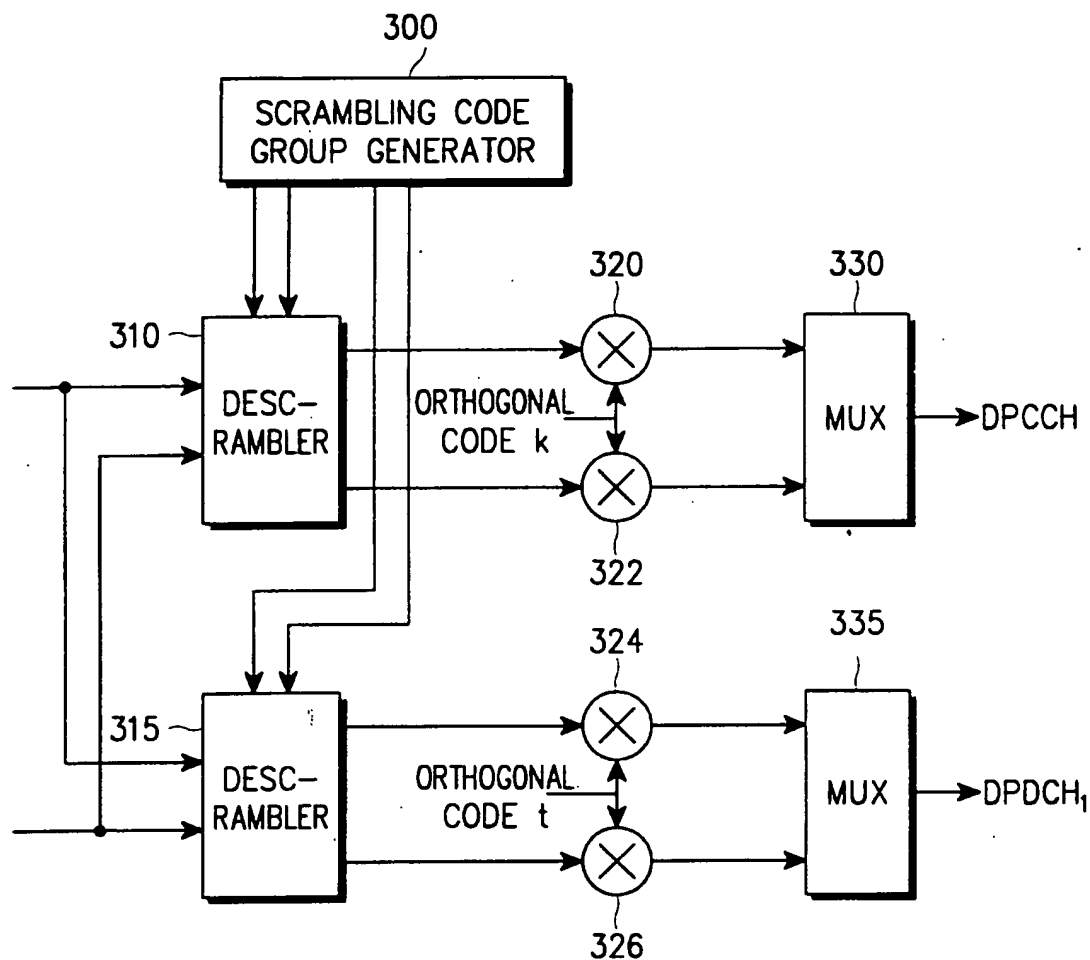 300
SCRAMBLING CODE
GROUP GENERATOR
310
DESC-
RAMBLER
320
ORTHOGONAL
CODE k
322
330
MUX
DPCCH
315
DESC-
RAMBLER
324
ORTHOGONAL
CODE t
326
335
MUX
DPDCH₁